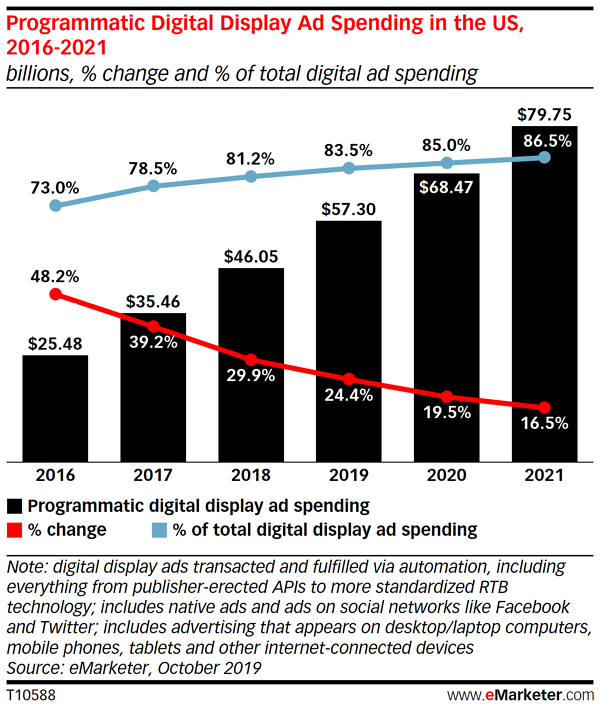 Programmatic Digital Display Ad Spending in the US,
2016-2021
billions, % change and % of total digital ad spending
$79.75
73.0% 78.5% 81.2% 83.5% 85.0% 86.5%
$68.47
$57.30
48.2% $46.05
$35.46
$25.48 39.2%
29.9%
24.4%
19.5%
16.5%
2016 2017 2018 2019 2020 2021
Programmatic digital display ad spending
% change % of total digital display ad spending
Note: digital display ads transacted and fulfilled via automation, including
everything from publisher-erected APIs to more standardized RTB
technology; includes native ads and ads on social networks like Facebook
and Twitter; includes advertising that appears on desktop/laptop computers,
mobile phones, tablets and other internet-connected devices
Source: eMarketer, October 2019
T10588 www.eMarketer.com